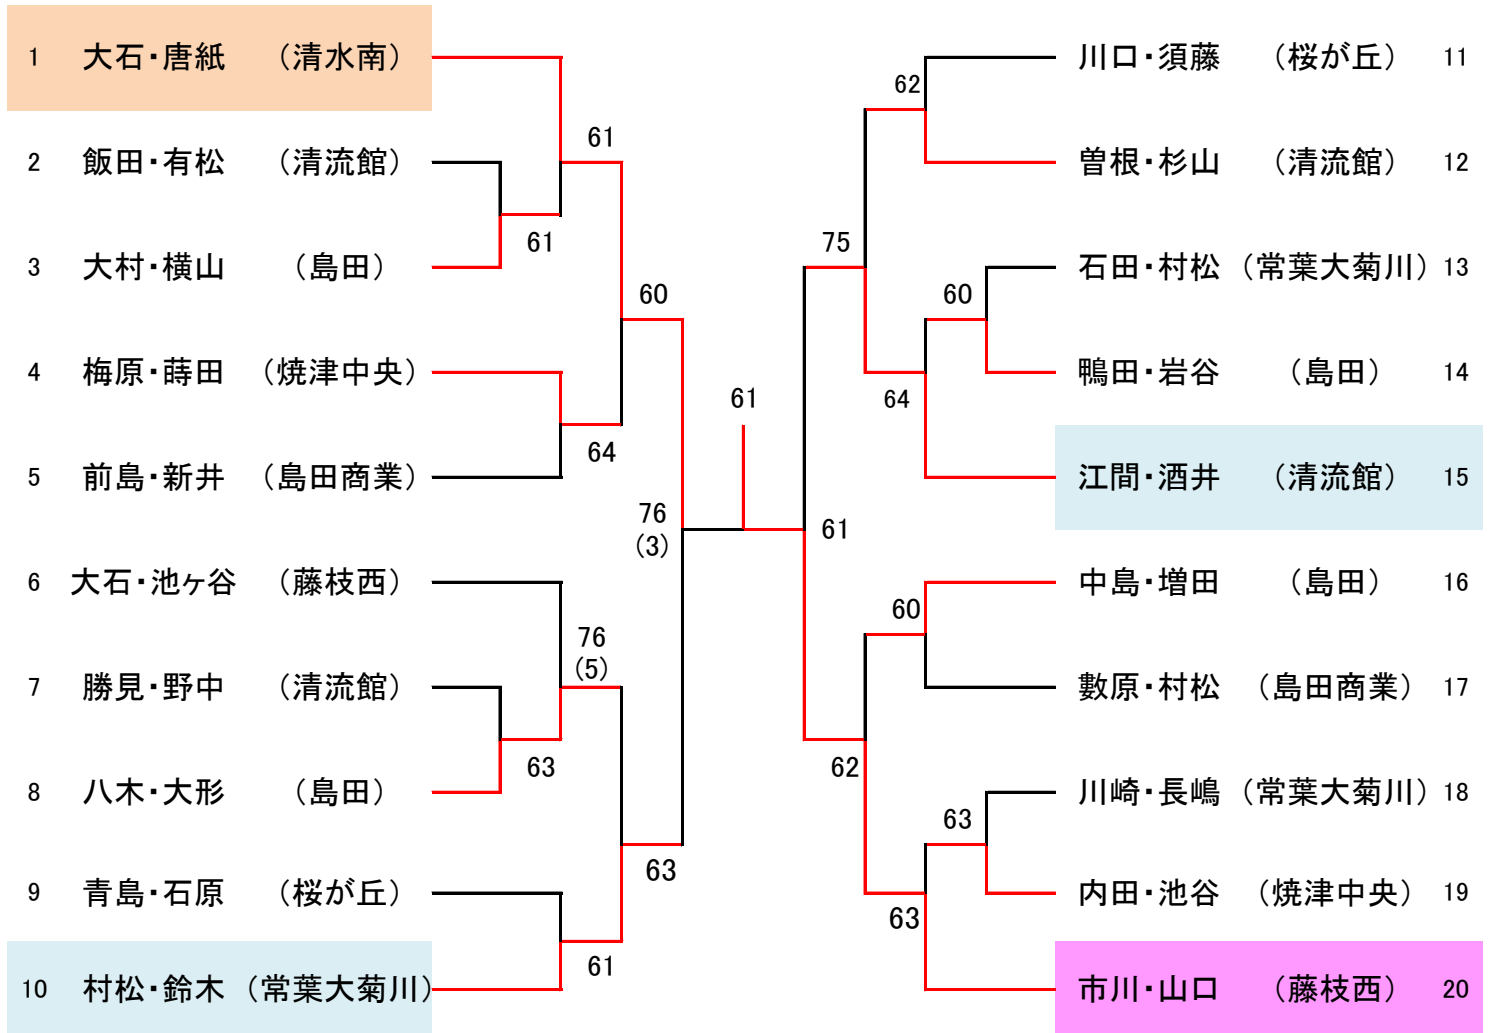 1 大石・唐紙 （清水南）
2 飯田・有松 （清流館）
3 大村・横山 （島田）
4 梅原・蒔田 （焼津中央）
5 前島・新井 （島田商業）
6 大石・池ヶ谷 （藤枝西）
7 勝見・野中 （清流館）
8 八木・大形 （島田）
9 青島・石原 （桜が丘）
10 村松・鈴木 （常葉大菊川）
61
61
60
64
76
(3)
76
(5)
63
63
61
61
62
75
60
64
61
60
62
63
63
川口・須藤 （桜が丘） 11
曽根・杉山 （清流館） 12
石田・村松 （常葉大菊川） 13
鴨田・岩谷 （島田） 14
江間・酒井 （清流館） 15
中島・増田 （島田） 16
數原・村松 （島田商業） 17
川崎・長嶋 （常葉大菊川） 18
内田・池谷 （焼津中央） 19
市川・山口 （藤枝西） 20